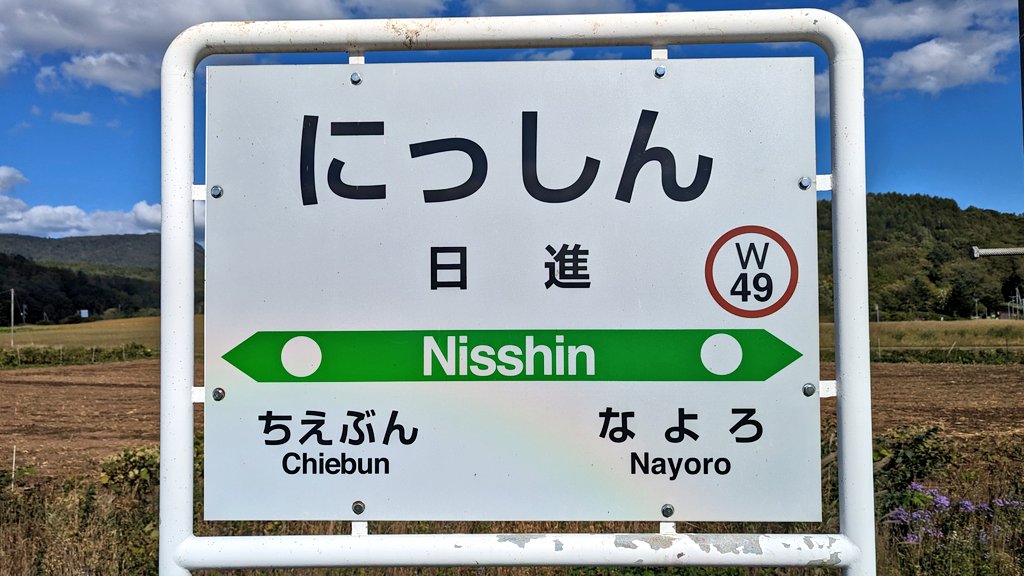 にっしん
日進
W
49
Nisshin
ちえぶん
Chiebun
なよろ
Nayoro